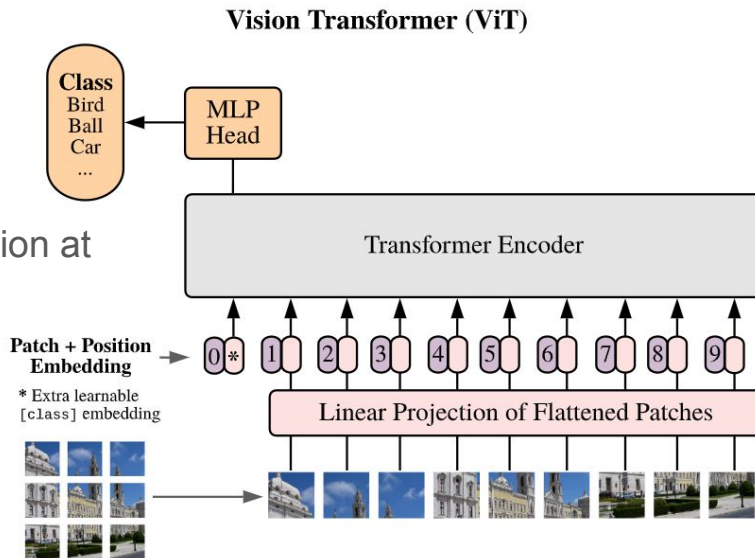 Vision Transformer (ViT)
Class
Bird
Ball
Car
...
MLP
Head
ion at
Transformer Encoder
Patch + Position
Embedding
0 * 1 2 3 4 5 6 7 8 9
* Extra learnable
[class] embedding
Linear Projection of Flattened Patches